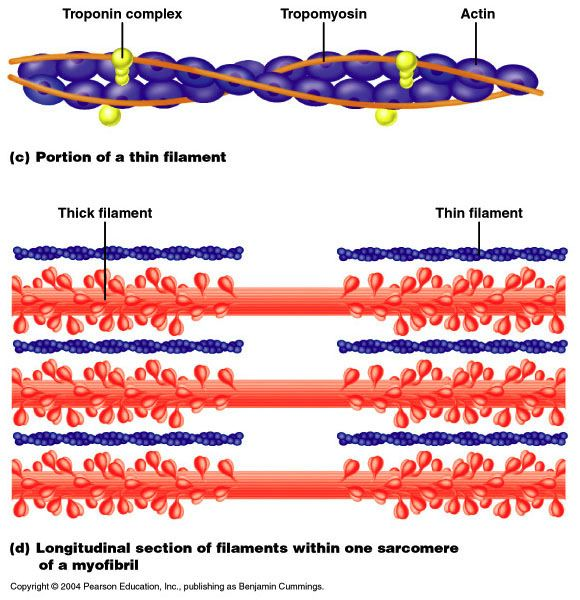 Troponin complex Tropomyosin Actin
(c) Portion of a thin filament
Thick filament Thin filament
(d) Longitudinal section of filaments within one sarcomere
of a myofibril
Copyright © 2004 Pearson Education, Inc., publishing as Benjamin Cummings.